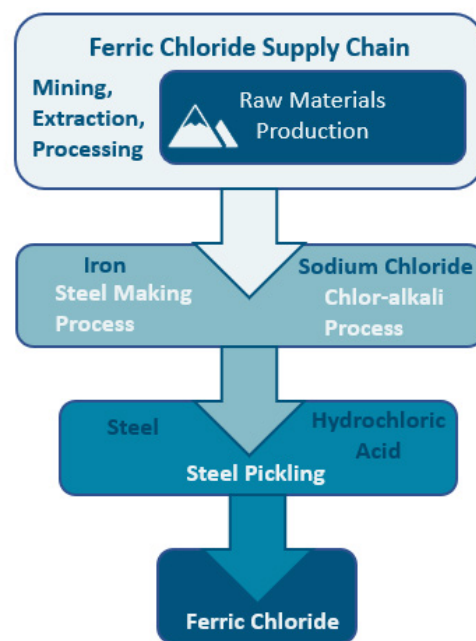 Ferric Chloride Supply Chain
Mining,
Extraction,
Processing
Raw Materials
Production
Iron
Steel Making
Process
Sodium Chloride
Chlor-alkali
Process
Steel
Hydrochloric
Acid
Steel Pickling
Ferric Chloride